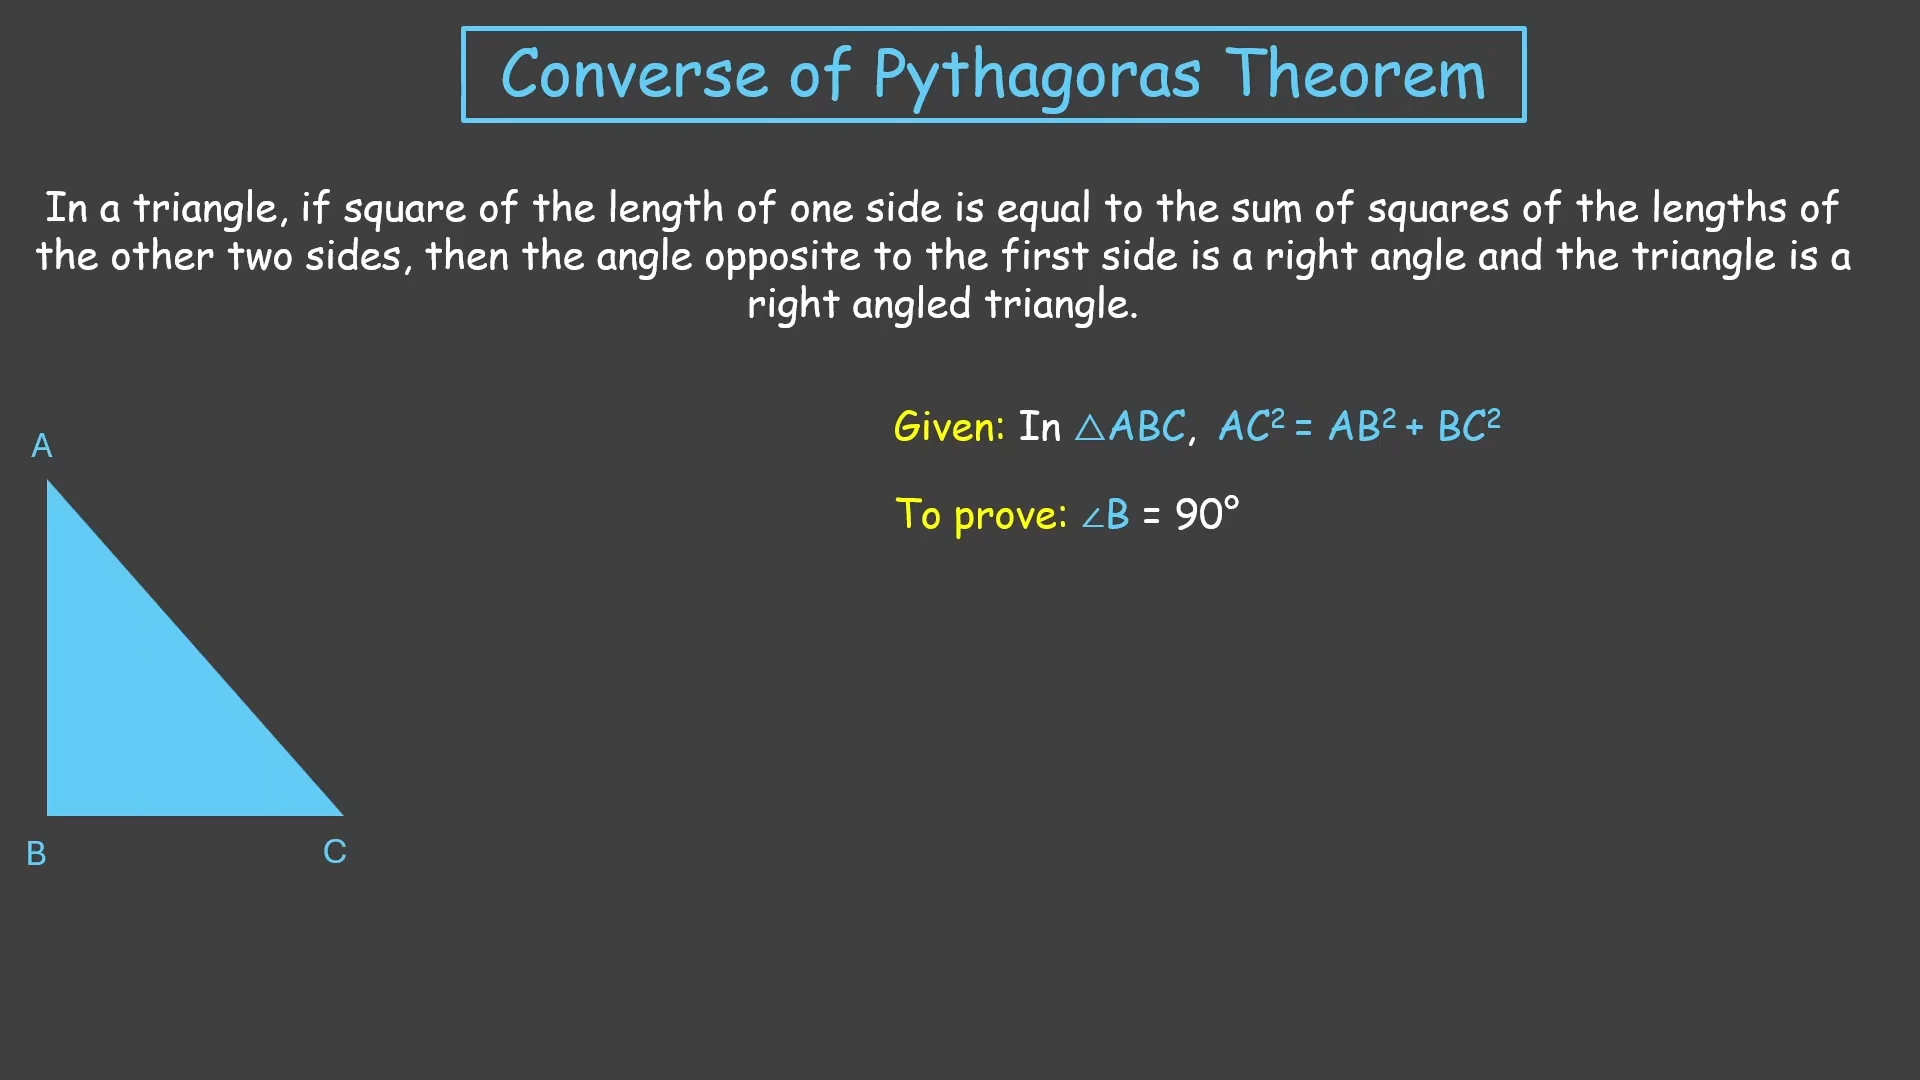 Converse of Pythagoras Theorem
In a triangle, if square of the length of one side is equal to the sum of squares of the lengths of
the other two sides, then the angle opposite to the first side is a right angle and the triangle is a
right angled triangle.
Given: In △ABC, AC² = AB² + BC²
To prove: ∠B = 90°
A
B
C